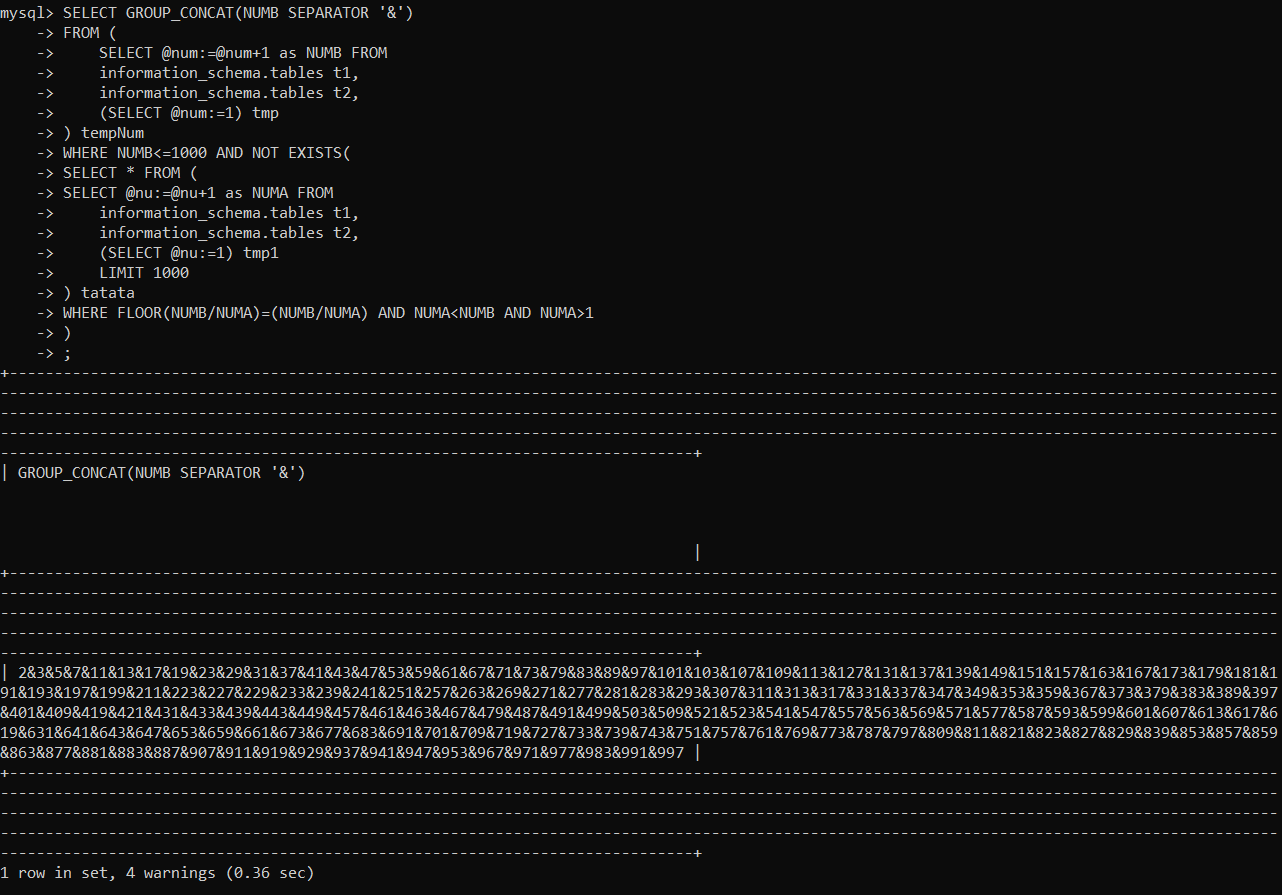 mysql> SELECT GROUP_CONCAT(NUMB SEPARATOR '&')
    -> FROM (
    ->     SELECT @num:=@num+1 as NUMB FROM
    ->     information_schema.tables t1,
    ->     information_schema.tables t2,
    ->     (SELECT @num:=1) tmp
    -> ) tempNum
    -> WHERE NUMB<=1000 AND NOT EXISTS(
    -> SELECT * FROM (
    -> SELECT @nu:=@nu+1 as NUMA FROM
    ->     information_schema.tables t1,
    ->     information_schema.tables t2,
    ->     (SELECT @nu:=1) tmp1
    ->     LIMIT 1000
    -> ) tatata
    -> WHERE FLOOR(NUMB/NUMA)=(NUMB/NUMA) AND NUMA<NUMB AND NUMA>1
    -> )
    -> ;
| GROUP_CONCAT(NUMB SEPARATOR '&')
|
| 2&3&5&7&11&13&17&19&23&29&31&37&41&43&47&53&59&61&67&71&73&79&83&89&97&101&103&107&109&113&127&131&137&139&149&151&157&163&167&173&179&181&1
91&193&197&199&211&223&227&229&233&239&241&251&257&263&269&271&277&281&283&293&307&311&313&317&331&337&347&349&353&359&367&373&379&383&389&397
&401&409&419&421&431&433&439&443&449&457&461&463&467&479&487&491&499&503&509&521&523&541&547&557&563&569&571&577&587&593&599&601&607&613&617&6
19&631&641&643&647&653&659&661&673&677&683&691&701&709&719&727&733&739&743&751&757&761&769&773&787&797&809&811&821&823&827&829&839&853&857&859
&863&877&881&883&887&907&911&919&929&937&941&947&953&967&971&977&983&991&997 |
1 row in set, 4 warnings (0.36 sec)